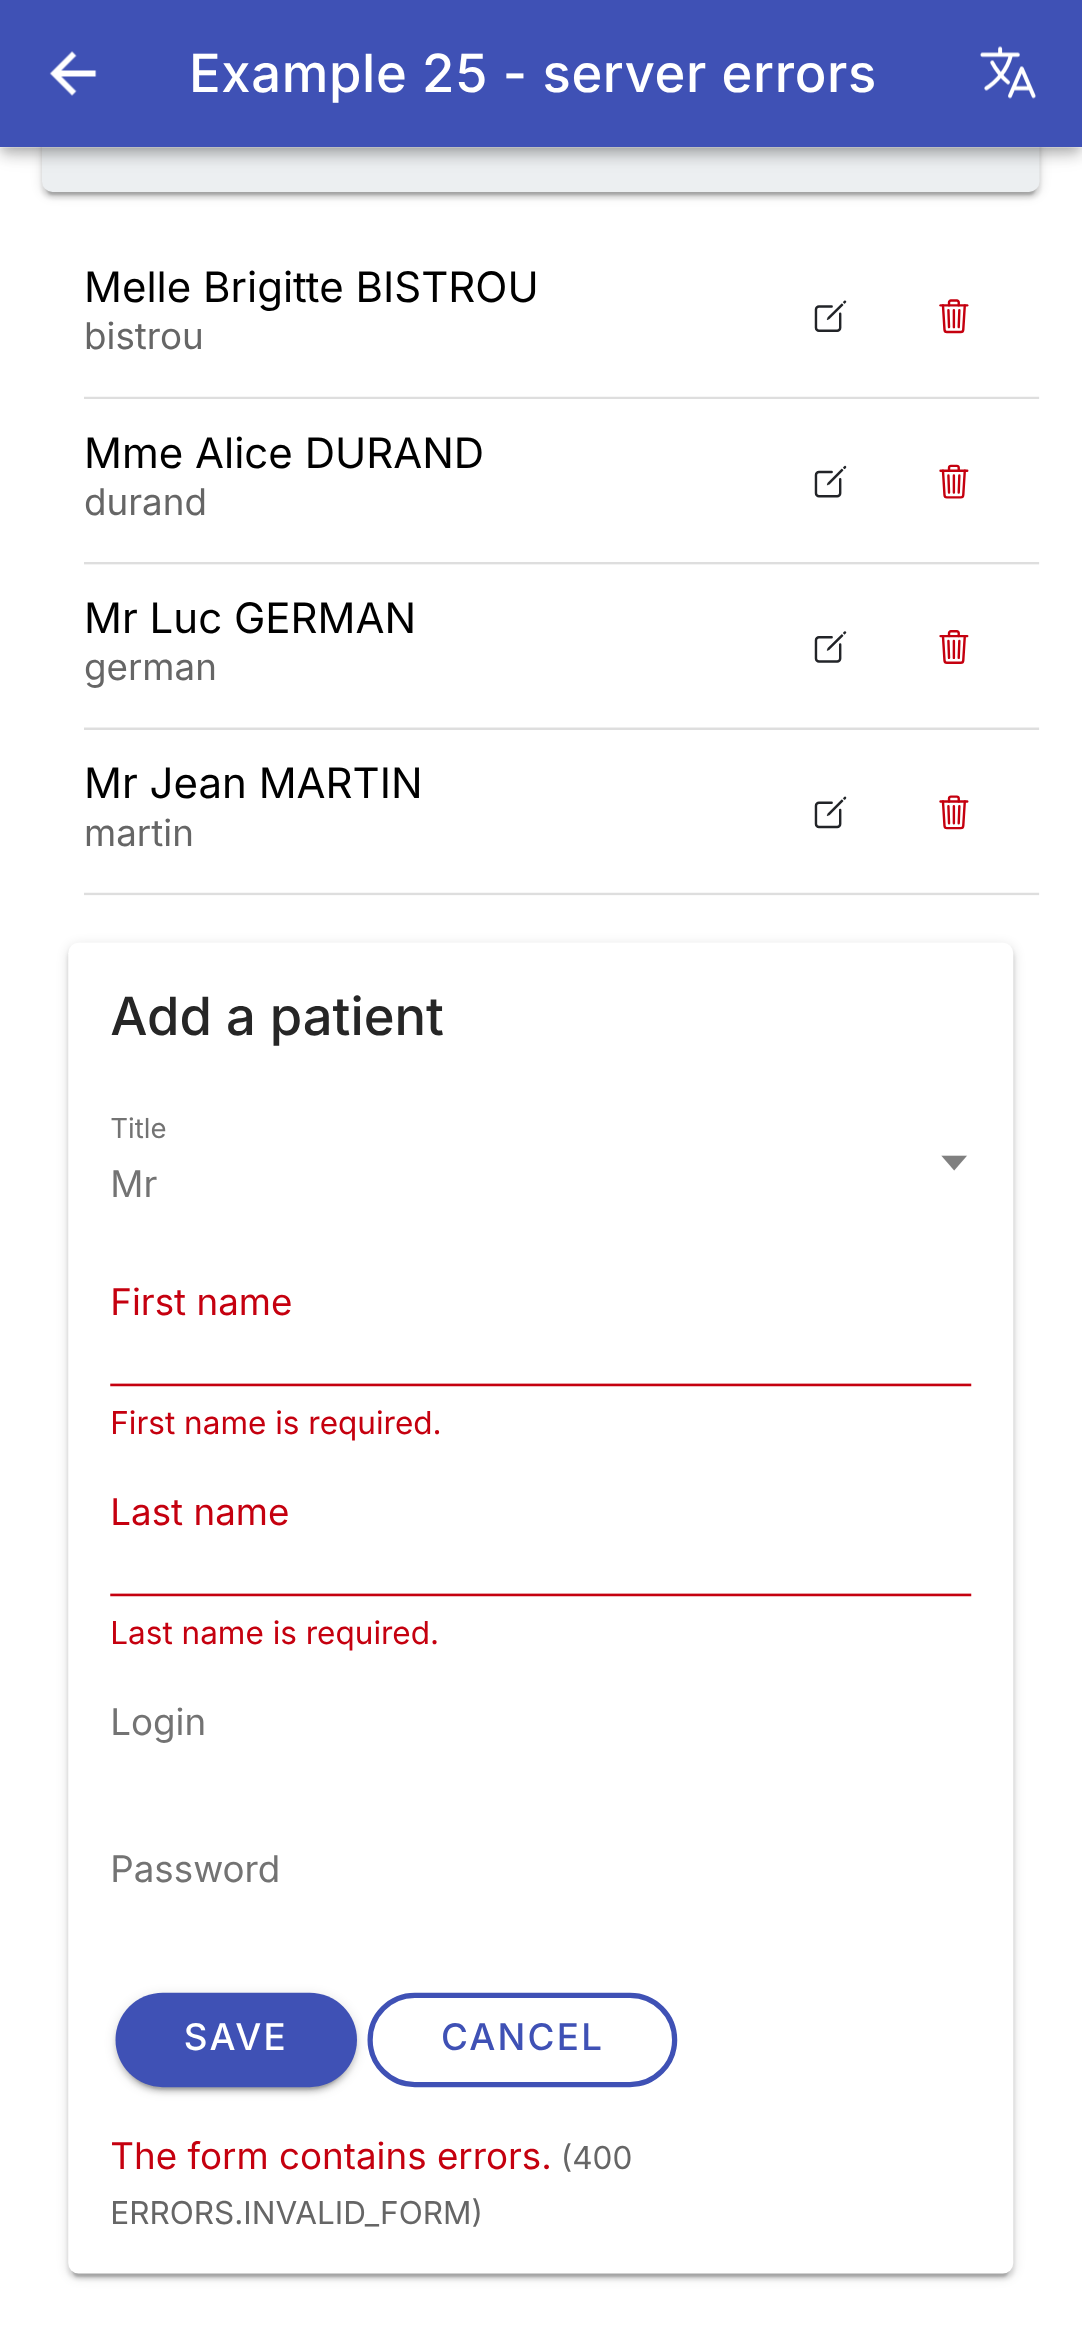 Example 25 - server errors
Melle Brigitte BISTROU
bistrou
Mme Alice DURAND
durand
Mr Luc GERMAN
german
Mr Jean MARTIN
martin
Add a patient
Title
Mr
First name
First name is required.
Last name
Last name is required.
Login
Password
SAVE CANCEL
The form contains errors. (400
ERRORS.INVALID_FORM)